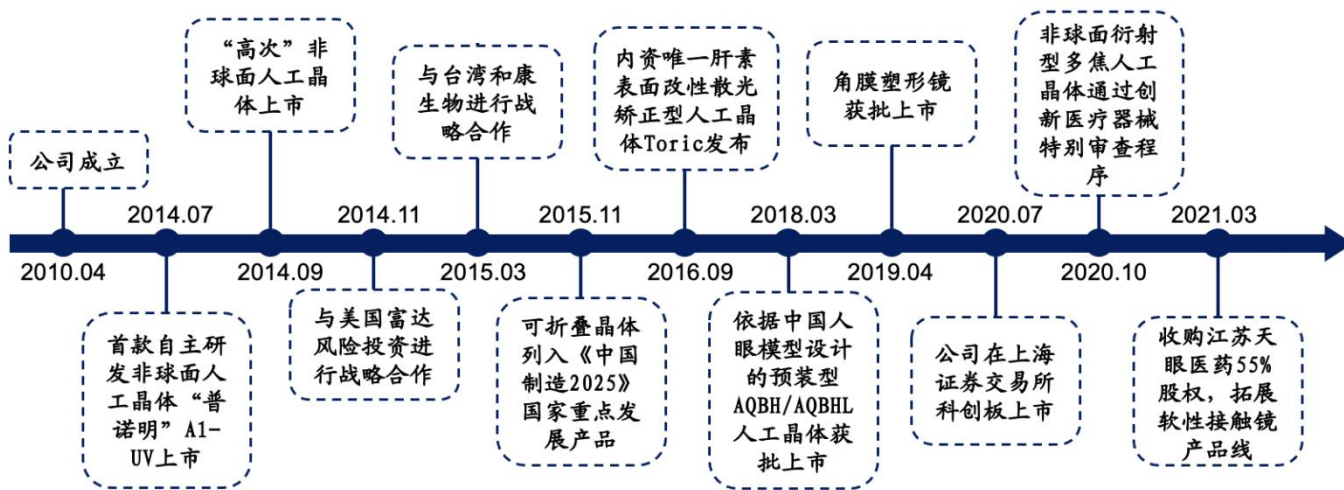 公司成立
2010.04
2014.07
首款自主研
发非球面人
工晶体“普
诺明”A1-
UV上市
“高次”非
球面人工晶
体上市
2014.09
2014.11
与美国富达
风险投资进
行战略合作
与台湾和康
生物进行战
略合作
2015.03
2015.11
可折叠晶体
列入《中国
制造2025》
国家重点发
展产品
内资唯一肝素
表面改性散光
矫正型人工晶
体Toric发布
2016.09
2018.03
依据中国人
眼模型设计
的预装型
AQBH/AQBHL
人工晶体获
批上市
角膜塑形镜
获批上市
2019.04
2020.07
公司在上海
证券交易所
科创板上市
非球面衍射
型多焦人工
晶体通过创
新医疗器械
特别审查程
序
2020.10
2021.03
收购江苏天
眼医药55%
股权，拓展
软性接触镜
产品线